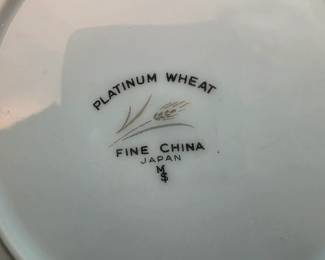 PLATINUM WHEAT
FINE CHINA
JAPAN
M
S